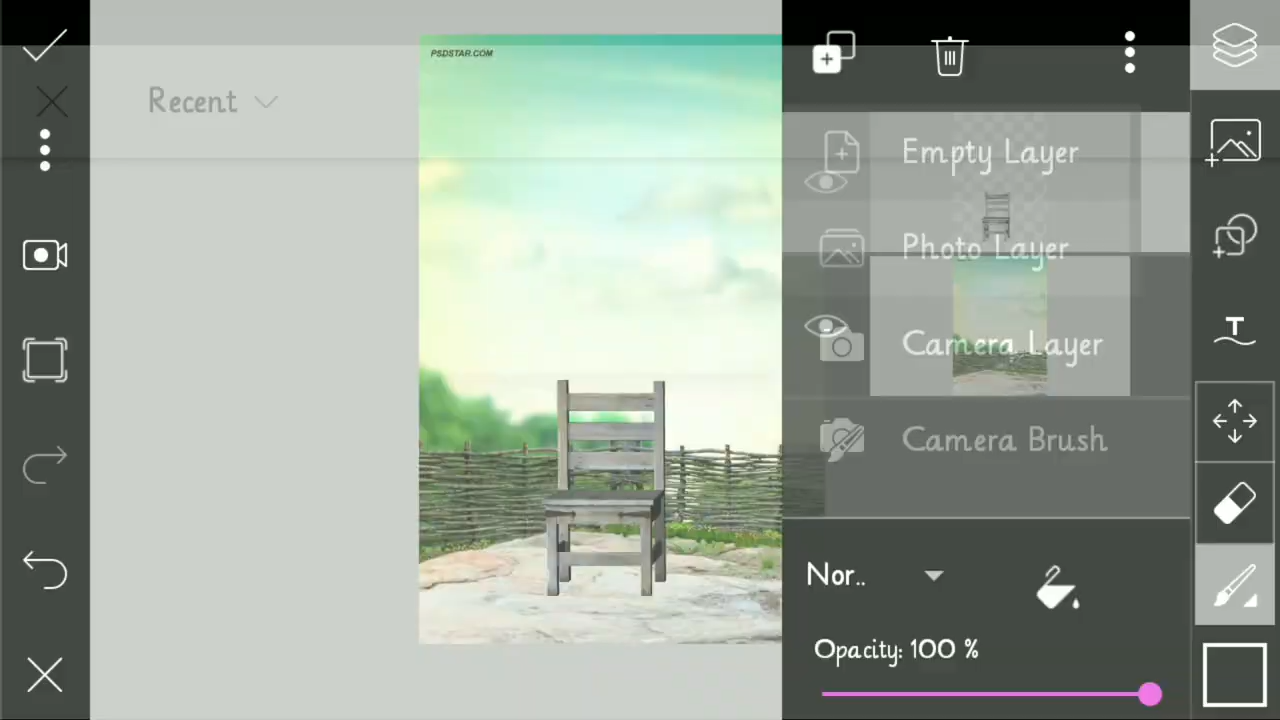 PSDSTAR.COM
Recent
Empty Layer
Photo Layer
Camera Layer
Camera Brush
T
Nor..
Opacity: 100 %